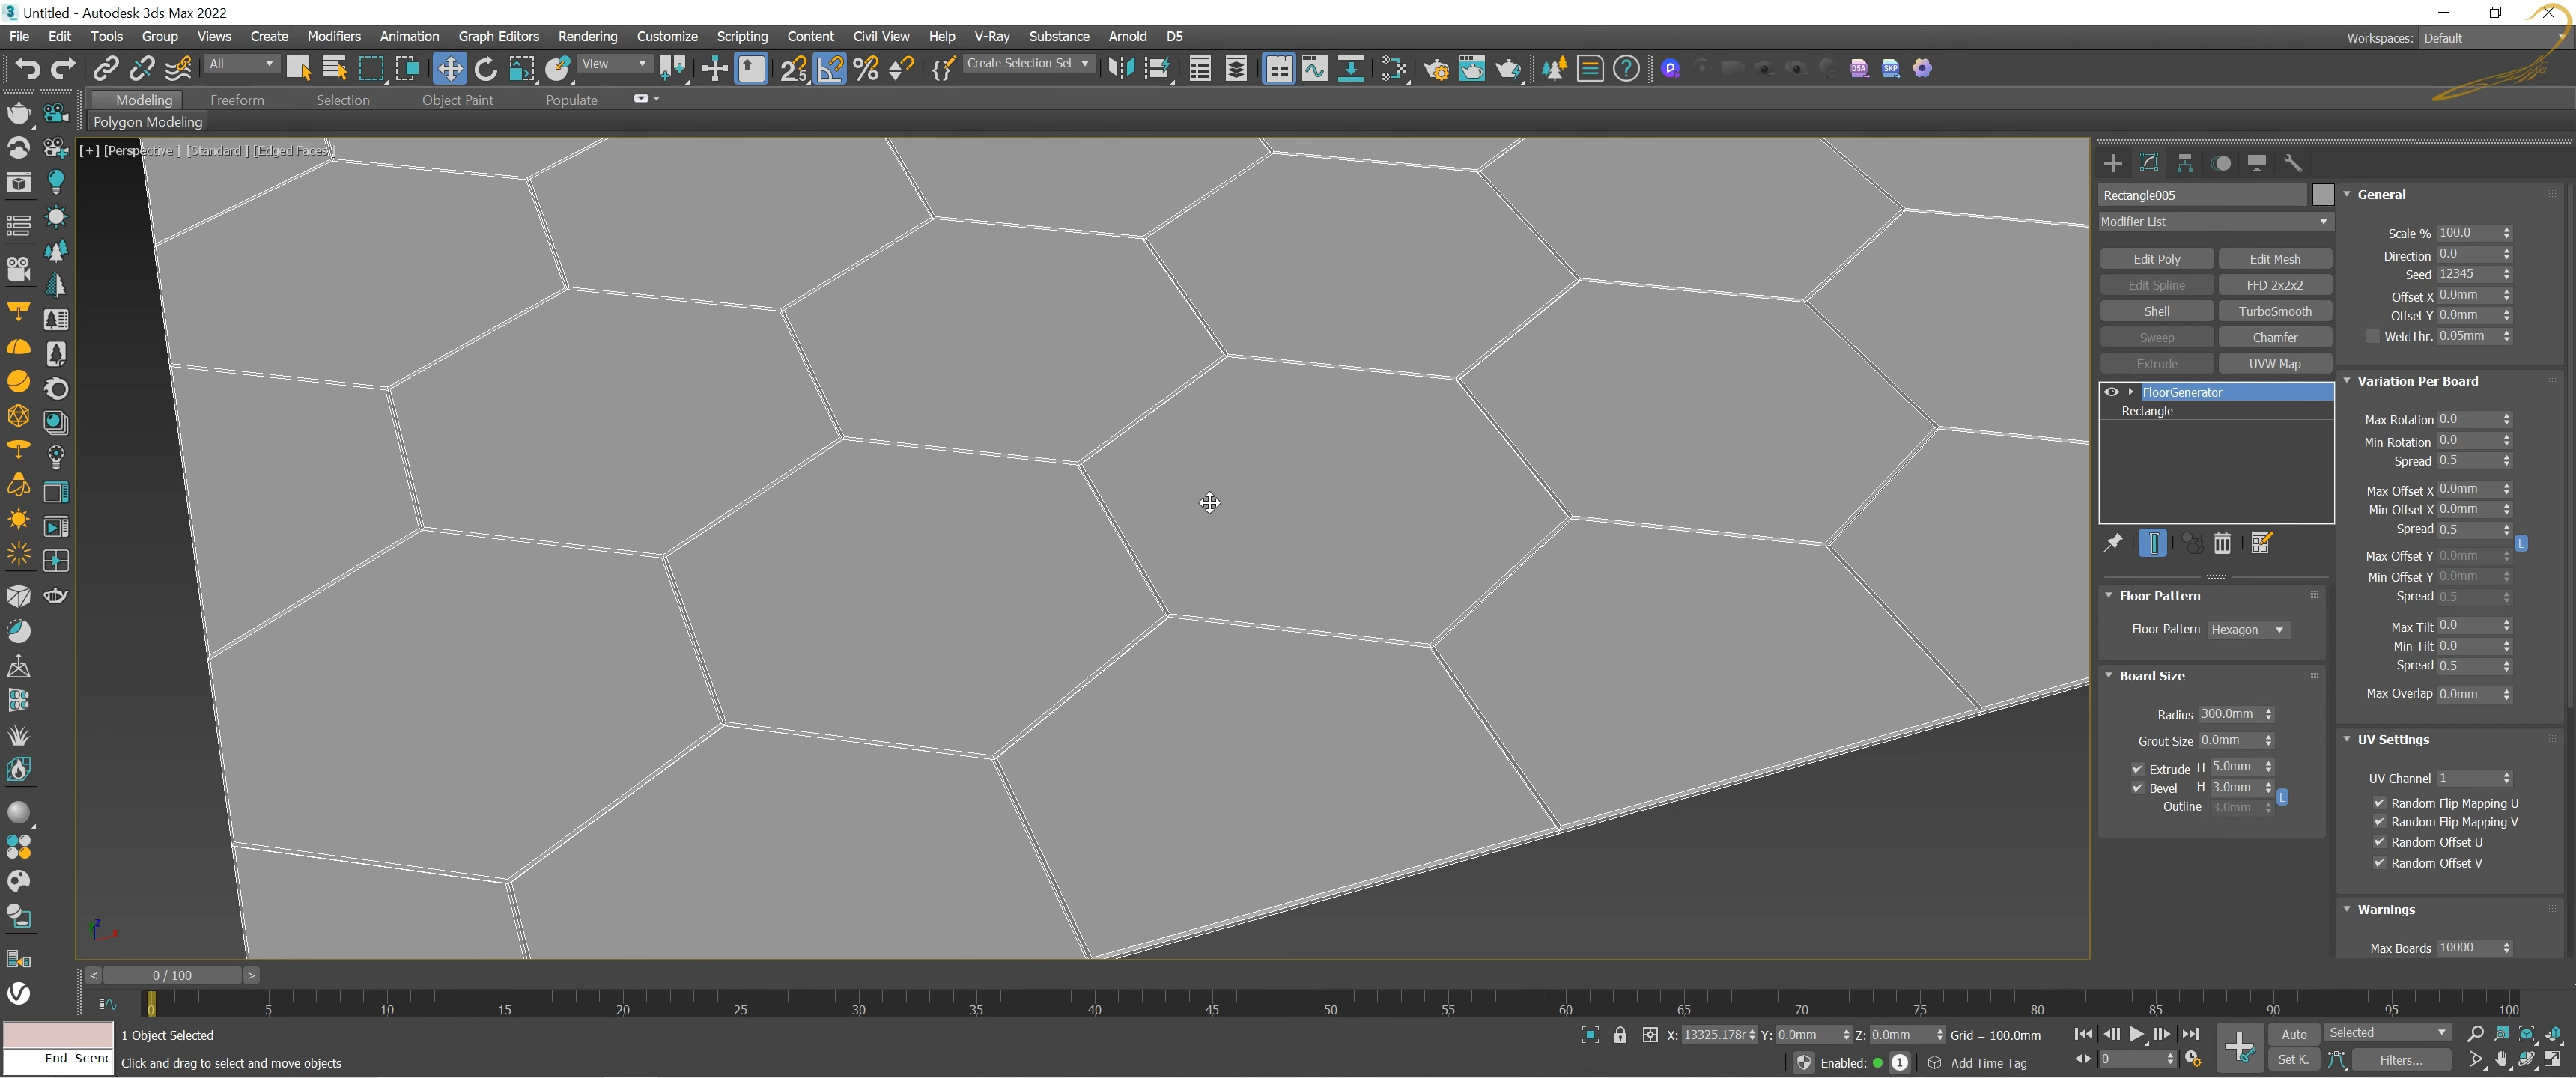 Untitled - Autodesk 3ds Max 2022
File Edit Tools Group Views Create Modifiers Animation Graph Editors Rendering Customize Scripting Content Civil View Help V-Ray Substance Arnold D5 Workspaces: Default
All View Create Selection Set
Modeling Freeform Selection Object Paint Populate
Polygon Modeling
[+] [Perspective ] [Standard ] [Edged Faces ]
Rectangle005
Modifier List
Edit Poly Edit Mesh
Edit Spline FFD 2x2x2
Shell TurboSmooth
Sweep Chamfer
Extrude UVW Map
FloorGenerator
Rectangle
Floor Pattern
Floor Pattern Hexagon
Board Size
Radius 300.0mm
Grout Size 0.0mm
Extrude H 5.0mm
Bevel H 3.0mm
Outline 3.0mm L
General
Scale % 100.0
Direction 0.0
Seed 12345
Offset X 0.0mm
Offset Y 0.0mm
WelcThr. 0.05mm
Variation Per Board
Max Rotation 0.0
Min Rotation 0.0
Spread 0.5
Max Offset X 0.0mm
Min Offset X 0.0mm
Spread 0.5
L
Max Offset Y 0.0mm
Min Offset Y 0.0mm
Spread 0.5
Max Tilt 0.0
Min Tilt 0.0
Spread 0.5
Max Overlap 0.0mm
UV Settings
UV Channel 1
Random Flip Mapping U
Random Flip Mapping V
Random Offset U
Random Offset V
Warnings
Max Boards 10000
z x
< 0 / 100 >
0 5 10 15 20 25 30 35 40 45 50 55 60 65 70 75 80 85 90 95 100
1 Object Selected X: 13325.178r Y: 0.0mm Z: 0.0mm Grid = 100.0mm Auto Selected
---- End Scene Click and drag to select and move objects Enabled: 1 Add Time Tag 0 Set K. Filters...